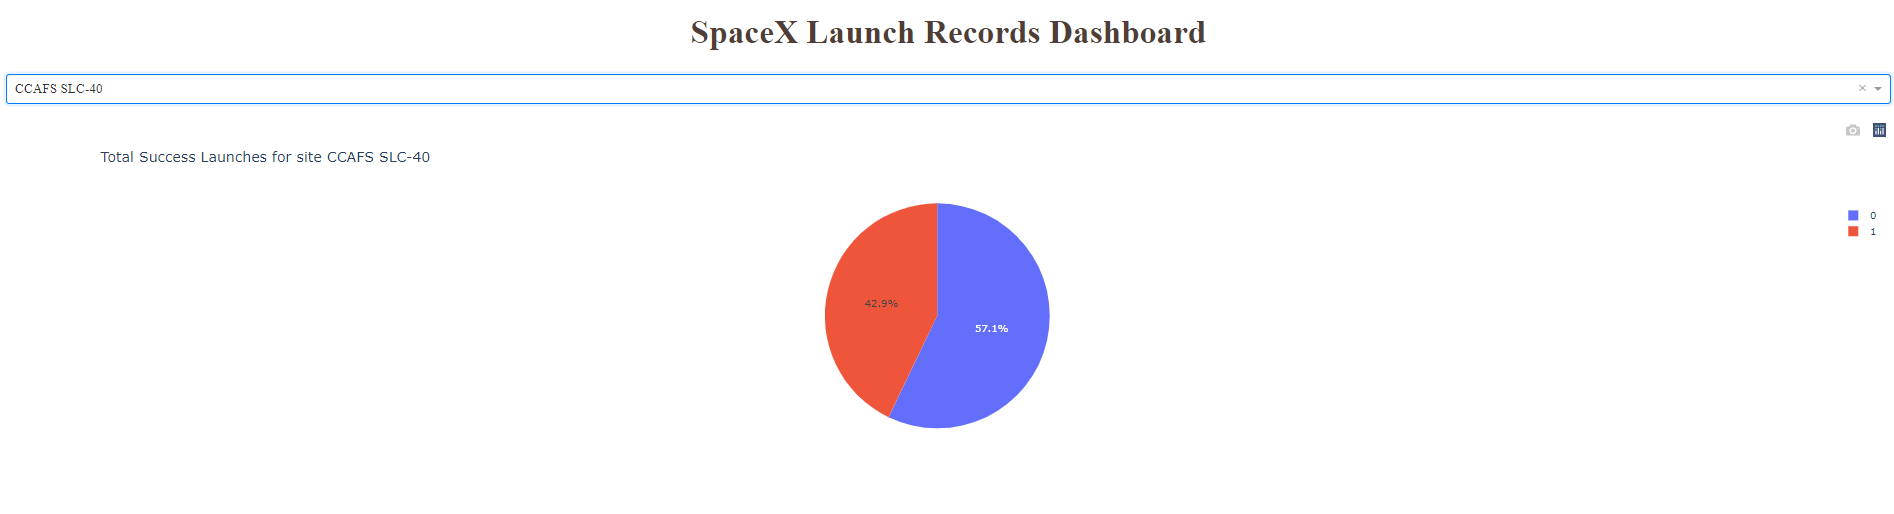 SpaceX Launch Records Dashboard
CCAFS SLC-40
Total Success Launches for site CCAFS SLC-40
0
1
42.9%
57.1%